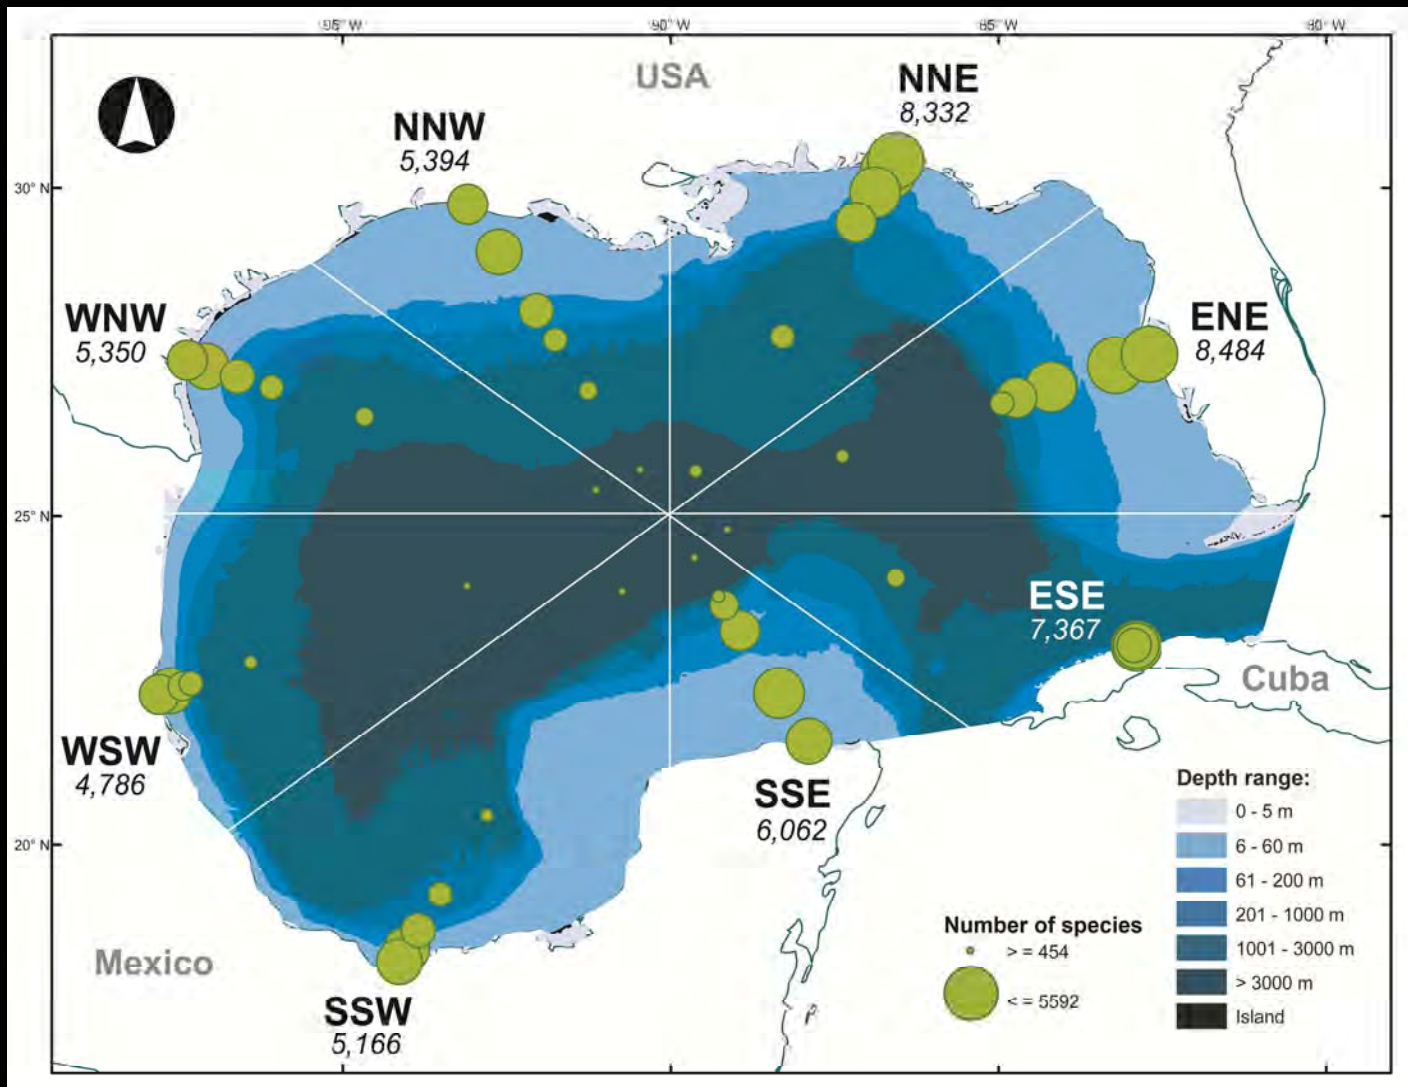 95° W
90° W
85° W
80° W
USA
NNE
8,332
NNW
5,394
30° N
WNW
5,350
ENE
8,484
25° N
ESE
7,367
Cuba
WSW
4,786
SSE
6,062
20° N
Mexico
SSW
5,166
Number of species
> = 454
< = 5592
Depth range:
0 - 5 m
6 - 60 m
61 - 200 m
201 - 1000 m
1001 - 3000 m
> 3000 m
Island